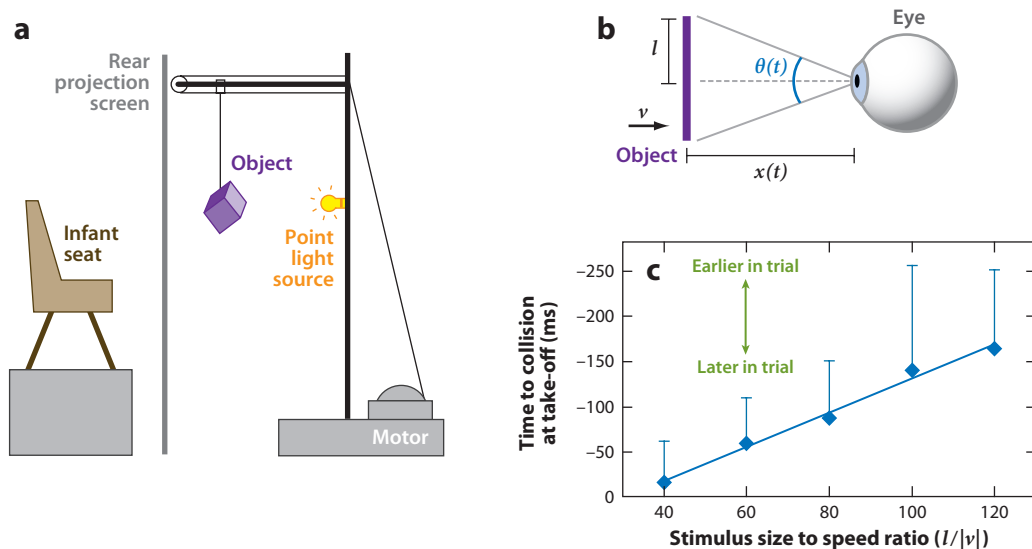 a
Rear
projection
screen
Object
Infant
seat
Point
light
source
Motor
b
Eye
l
θ(t)
v
Object
x(t)
c
Earlier in trial
Later in trial
Time to collision
at take-off (ms)
–250
–200
–150
–100
–50
0
40
60
80
100
120
Stimulus size to speed ratio (l/|v|)